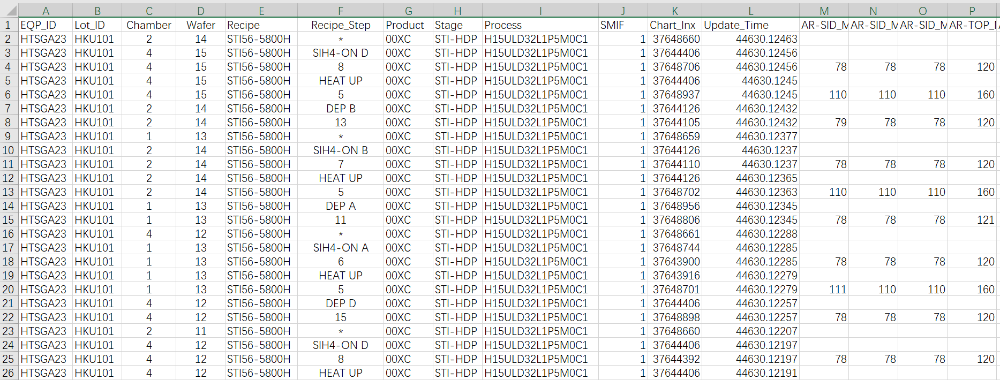 A B C D E F G H I J K L M N O P
1 EQP_ID Lot_ID Chamber Wafer Recipe Recipe_Step Product Stage Process SMIF Chart_Inx Update_Time AR-SID_M AR-SID_M AR-SID_M AR-TOP_
2 HTSGA23 HKU101 2 14 STI56-5800H * 00XC STI-HDP H15ULD32L1P5M0C1 1 37648660 44630.12463
3 HTSGA23 HKU101 4 15 STI56-5800H SIH4-ON D 00XC STI-HDP H15ULD32L1P5M0C1 1 37644406 44630.12456
4 HTSGA23 HKU101 4 15 STI56-5800H 8 00XC STI-HDP H15ULD32L1P5M0C1 1 37648706 44630.12456 78 78 78 120
5 HTSGA23 HKU101 4 15 STI56-5800H HEAT UP 00XC STI-HDP H15ULD32L1P5M0C1 1 37644406 44630.1245
6 HTSGA23 HKU101 4 15 STI56-5800H 5 00XC STI-HDP H15ULD32L1P5M0C1 1 37648937 44630.1245 110 110 110 160
7 HTSGA23 HKU101 2 14 STI56-5800H DEP B 00XC STI-HDP H15ULD32L1P5M0C1 1 37644126 44630.12432
8 HTSGA23 HKU101 2 14 STI56-5800H 13 00XC STI-HDP H15ULD32L1P5M0C1 1 37644105 44630.12432 79 78 78 120
9 HTSGA23 HKU101 1 13 STI56-5800H * 00XC STI-HDP H15ULD32L1P5M0C1 1 37648659 44630.12377
10 HTSGA23 HKU101 2 14 STI56-5800H SIH4-ON B 00XC STI-HDP H15ULD32L1P5M0C1 1 37644126 44630.1237
11 HTSGA23 HKU101 2 14 STI56-5800H 7 00XC STI-HDP H15ULD32L1P5M0C1 1 37644110 44630.1237 78 78 78 120
12 HTSGA23 HKU101 2 14 STI56-5800H HEAT UP 00XC STI-HDP H15ULD32L1P5M0C1 1 37644126 44630.12365
13 HTSGA23 HKU101 2 14 STI56-5800H 5 00XC STI-HDP H15ULD32L1P5M0C1 1 37648702 44630.12363 110 110 110 160
14 HTSGA23 HKU101 1 13 STI56-5800H DEP A 00XC STI-HDP H15ULD32L1P5M0C1 1 37648956 44630.12345
15 HTSGA23 HKU101 1 13 STI56-5800H 11 00XC STI-HDP H15ULD32L1P5M0C1 1 37648806 44630.12345 78 78 78 121
16 HTSGA23 HKU101 4 12 STI56-5800H * 00XC STI-HDP H15ULD32L1P5M0C1 1 37648661 44630.12288
17 HTSGA23 HKU101 1 13 STI56-5800H SIH4-ON A 00XC STI-HDP H15ULD32L1P5M0C1 1 37648744 44630.12285
18 HTSGA23 HKU101 1 13 STI56-5800H 6 00XC STI-HDP H15ULD32L1P5M0C1 1 37643900 44630.12285 78 78 78 120
19 HTSGA23 HKU101 1 13 STI56-5800H HEAT UP 00XC STI-HDP H15ULD32L1P5M0C1 1 37643916 44630.12279
20 HTSGA23 HKU101 1 13 STI56-5800H 5 00XC STI-HDP H15ULD32L1P5M0C1 1 37648701 44630.12279 111 110 110 160
21 HTSGA23 HKU101 4 12 STI56-5800H DEP D 00XC STI-HDP H15ULD32L1P5M0C1 1 37644406 44630.12257
22 HTSGA23 HKU101 4 12 STI56-5800H 15 00XC STI-HDP H15ULD32L1P5M0C1 1 37648898 44630.12257 78 78 78 120
23 HTSGA23 HKU101 2 11 STI56-5800H * 00XC STI-HDP H15ULD32L1P5M0C1 1 37648660 44630.12207
24 HTSGA23 HKU101 4 12 STI56-5800H SIH4-ON D 00XC STI-HDP H15ULD32L1P5M0C1 1 37644406 44630.12197
25 HTSGA23 HKU101 4 12 STI56-5800H 8 00XC STI-HDP H15ULD32L1P5M0C1 1 37644392 44630.12197 78 78 78 120
26 HTSGA23 HKU101 4 12 STI56-5800H HEAT UP 00XC STI-HDP H15ULD32L1P5M0C1 1 37644406 44630.12191